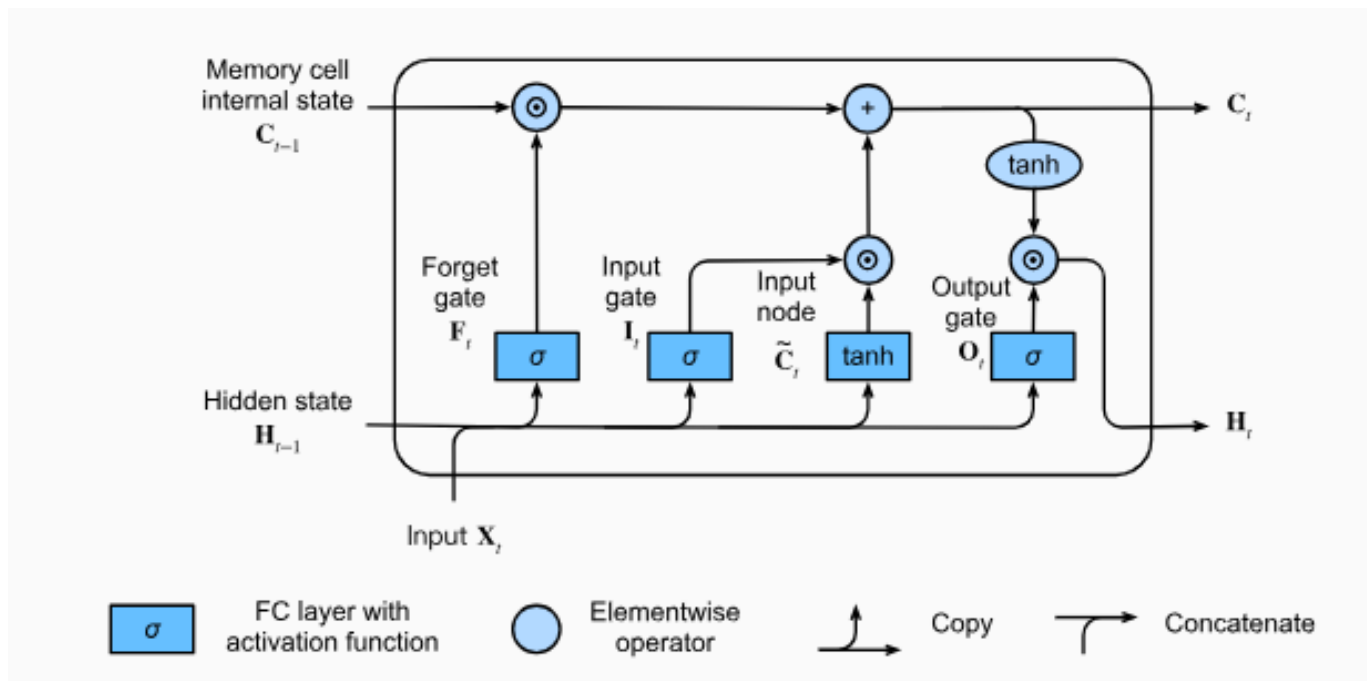 Memory cell
internal state
C_{t−1}
+
C_t
tanh
Forget
gate
F_t
σ
Input
gate
I_t
σ
Input
node
C̃_t
tanh
Output
gate
O_t
σ
Hidden state
H_{t−1}
H_t
Input X_t
σ
FC layer with
activation function
Elementwise
operator
Copy
Concatenate